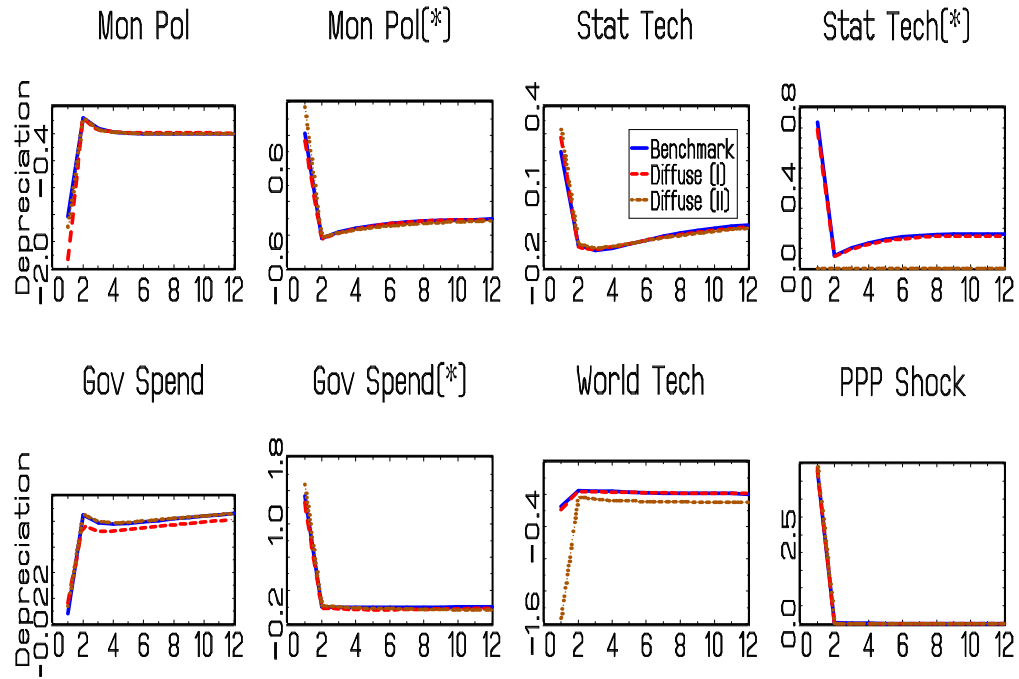 Mon Pol
Mon Pol(*)
Stat Tech
Stat Tech(*)
Depreciation
−2.0 −0.4
0 2 4 6 8 10 12
−0.6 0.6
0 2 4 6 8 10 12
−0.2 0.1 0.4
Benchmark
Diffuse (I)
Diffuse (II)
0 2 4 6 8 10 12
0.0 0.4 0.8
0 2 4 6 8 10 12
Gov Spend
Gov Spend(*)
World Tech
PPP Shock
Depreciation
0 2 4 6 8 10 12
−0.2 1.0 1.8
0 2 4 6 8 10 12
−1.6 −0.4 0.4
0 2 4 6 8 10 12
0.0 2.5
0 2 4 6 8 10 12